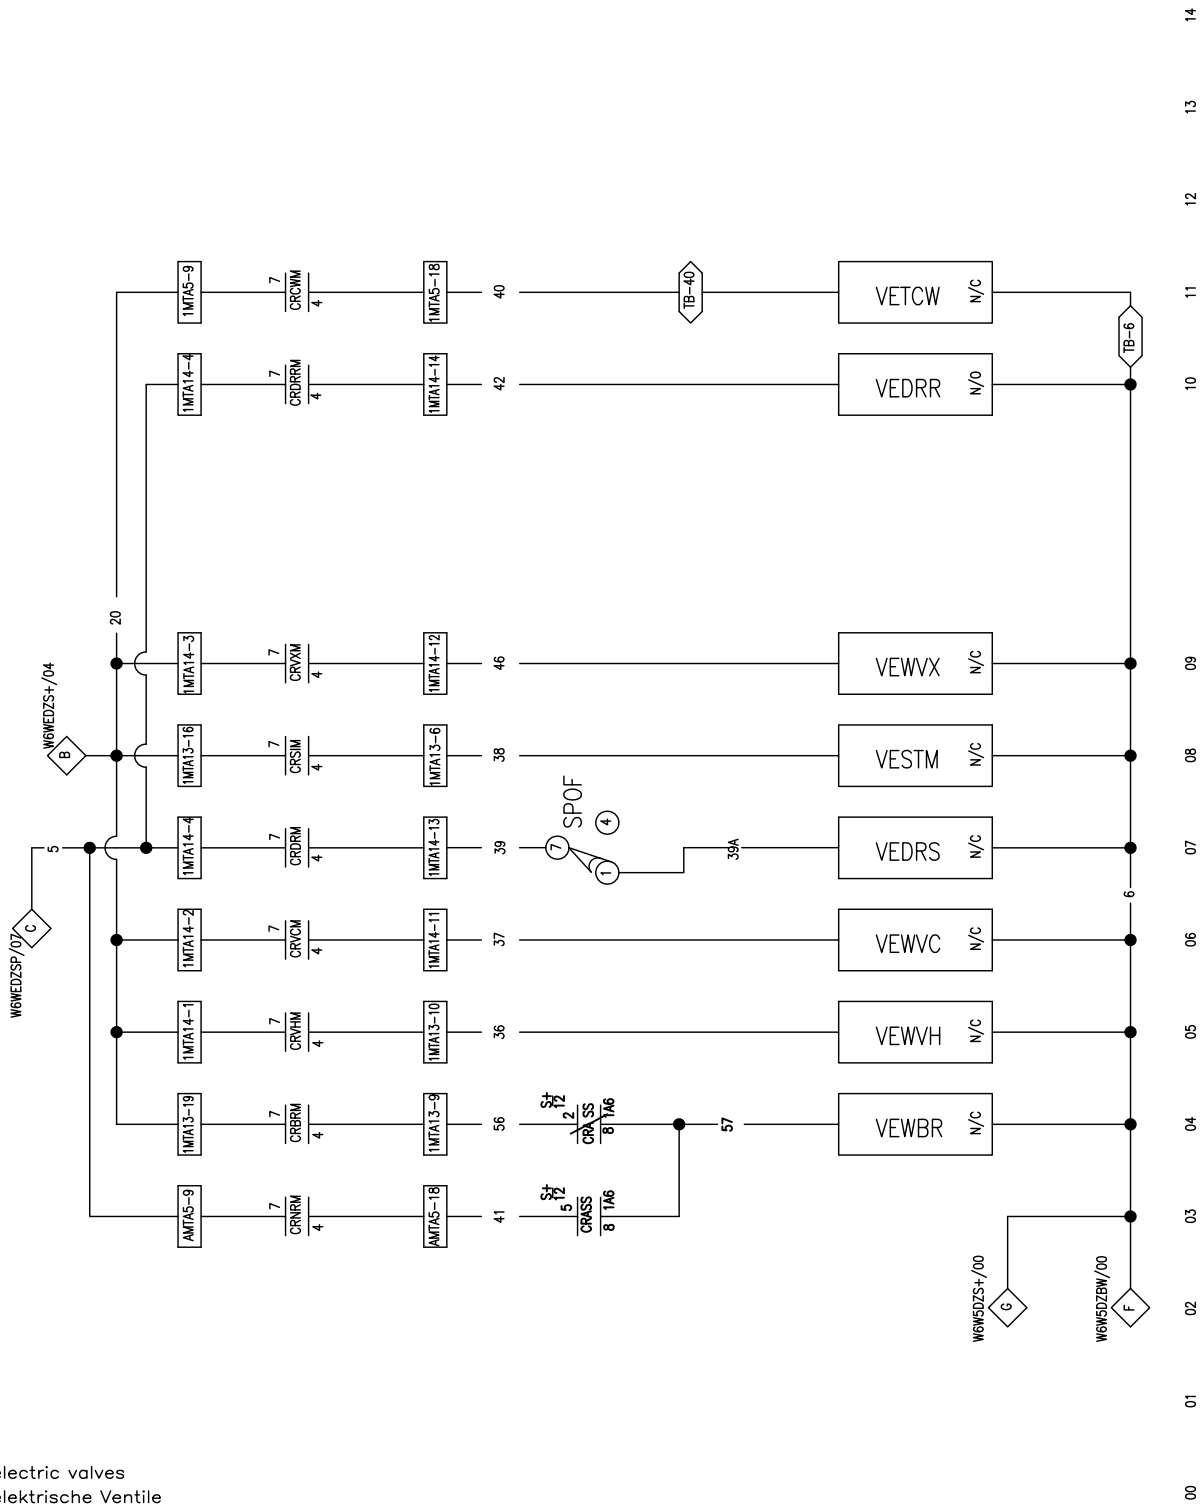 14
13
12
11
10
09
08
07
06
05
04
03
02
01
00
1MTA5-9
7
CRCWM
4
1MTA5-18
40
TB-40
VETCW
N/C
TB-6
1MTA14-4
7
CRDRRM
4
1MTA14-14
42
VEDRR
N/O
20
1MTA14-3
7
CRVXM
4
1MTA14-12
46
VEWVX
N/C
W6WEDZS+/04
B
1MTA13-16
7
CRSIM
4
1MTA13-6
38
VESTM
N/C
5
1MTA14-4
7
CRDRM
4
1MTA14-13
39
7
SPOF
4
1
39A
VEDRS
N/C
6
W6WEDZSP/07
C
1MTA14-2
7
CRVCM
4
1MTA14-11
37
VEWVC
N/C
1MTA14-1
7
CRVHM
4
1MTA13-10
36
VEWVH
N/C
1MTA13-19
7
CRBRM
4
1MTA13-9
56
S+
12
2
CRASS
8 1A6
57
VEWBR
N/C
AMTA5-9
7
CRNRM
4
AMTA5-18
41
S+
12
5
CRASS
8 1A6
W6W5DZS+/00
G
W6W5DZBW/00
F
electric valves
elektrische Ventile